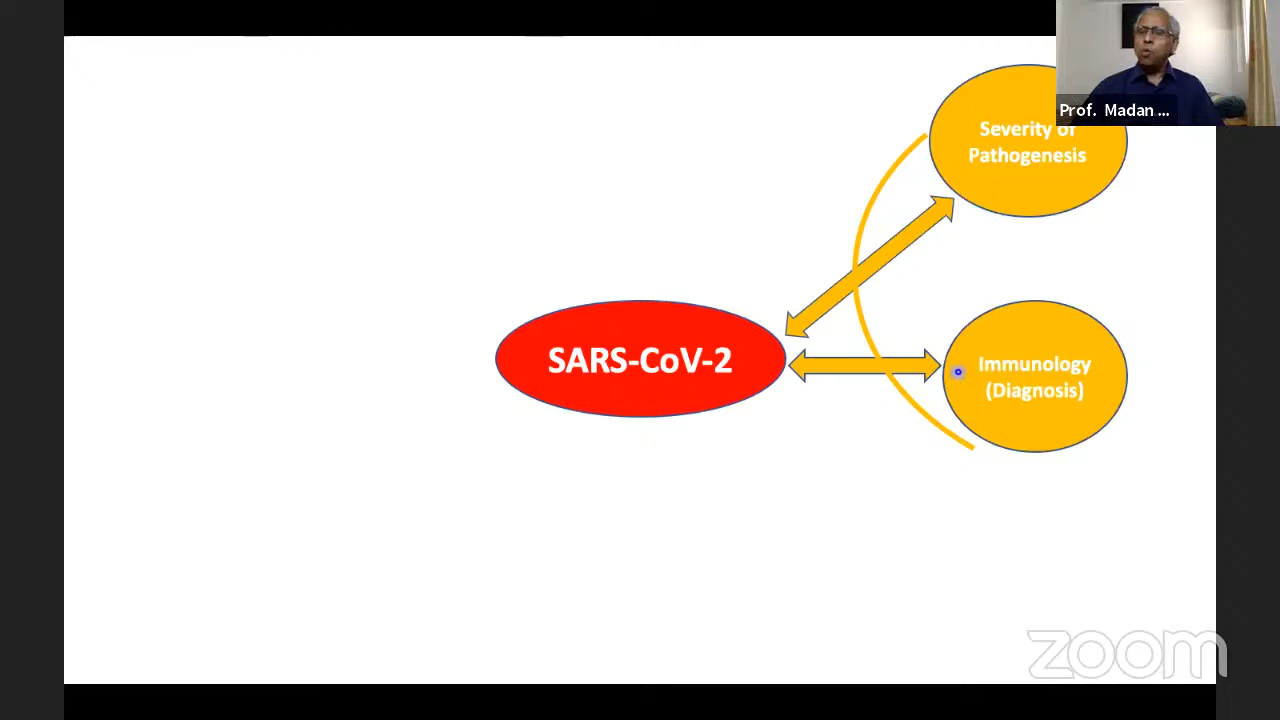 Prof. Madan ...
Severity of
Pathogenesis
SARS-CoV-2
Immunology
(Diagnosis)
zoom